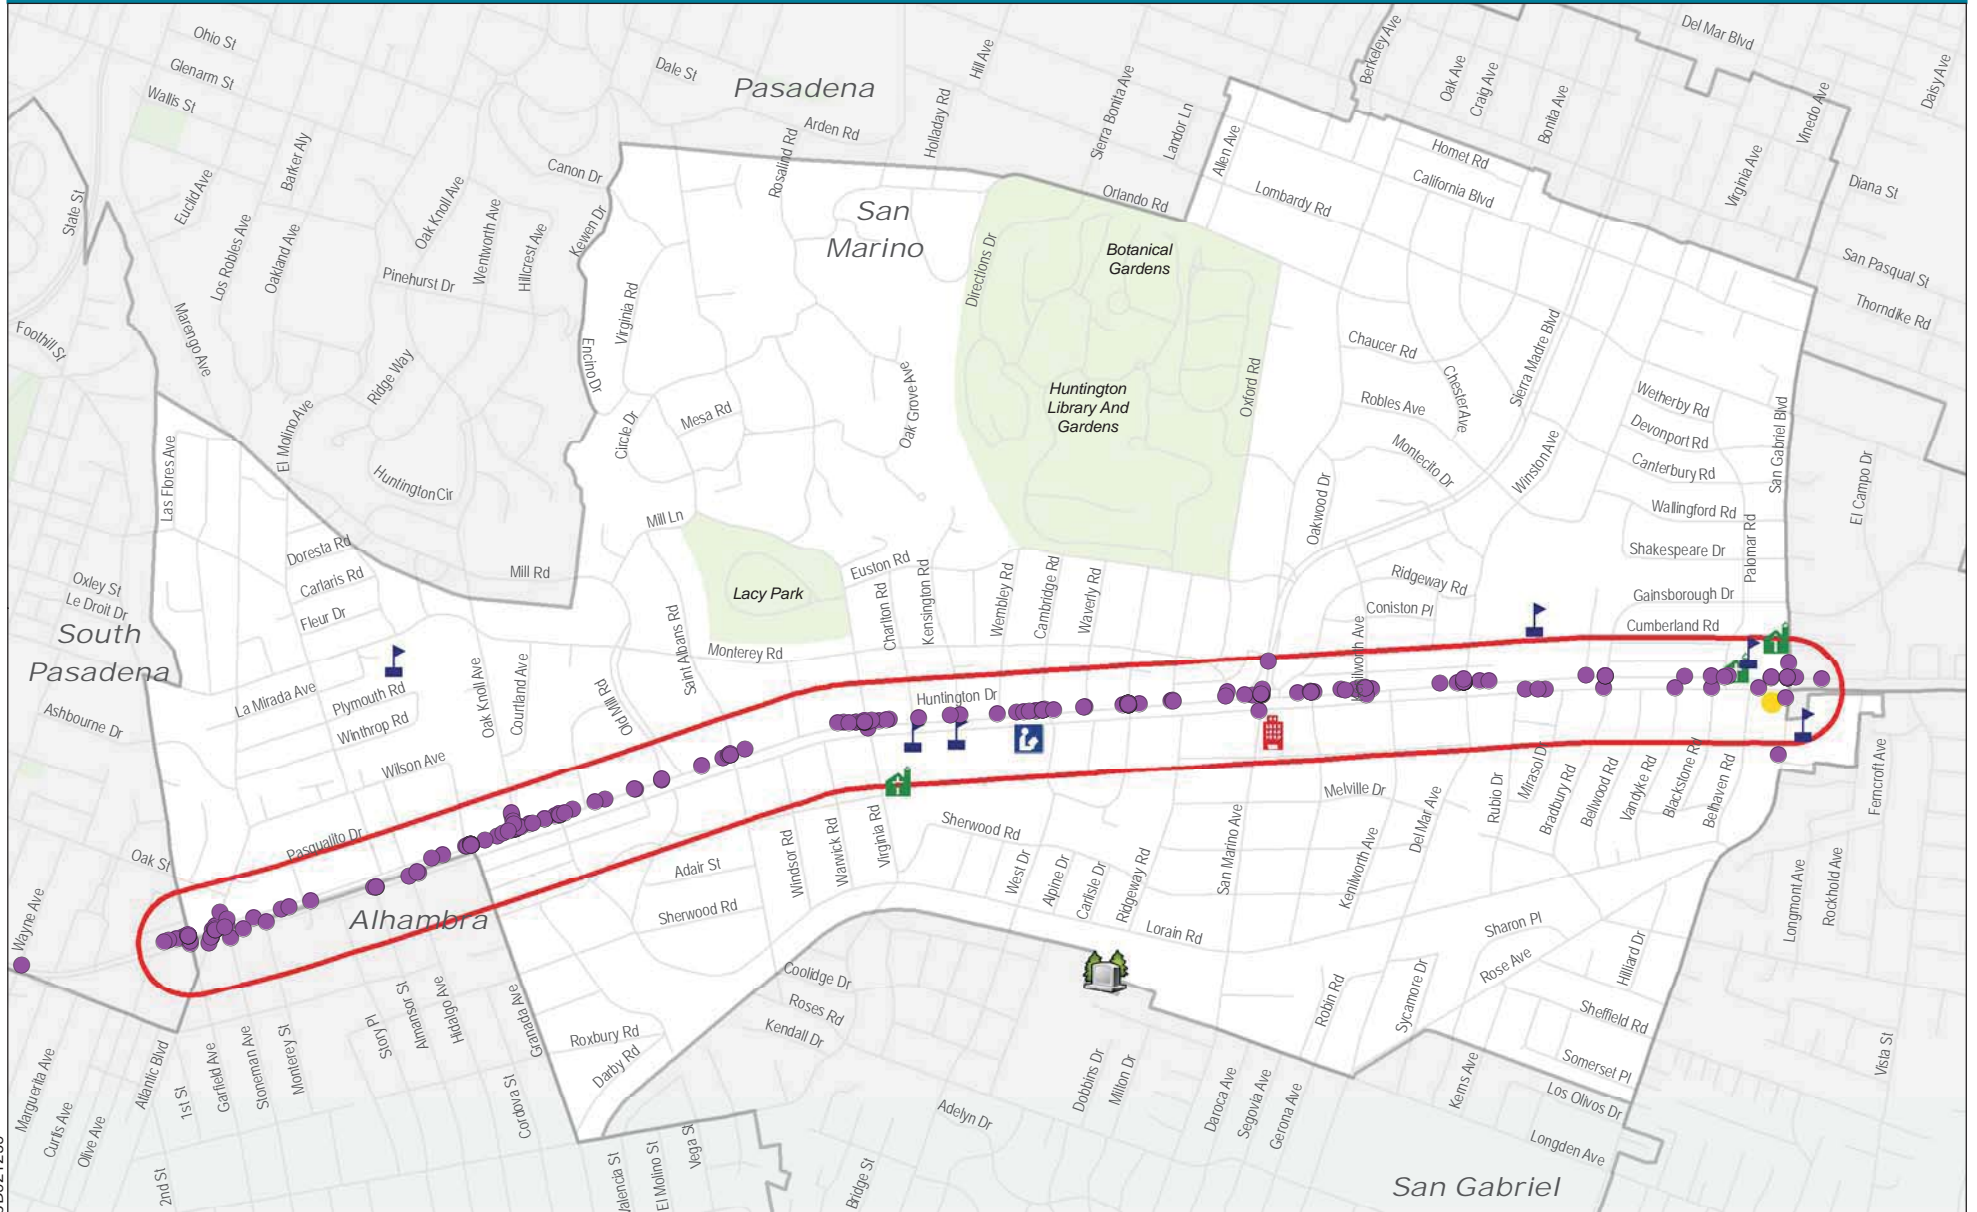 Ohio St
Glenarm St
Wallis St
Dale St
Pasadena
Hill Ave
Arden Rd
Holladay Rd
Sierra Bonita Ave
Landor Ln
Berkeley Ave
Oak Ave
Craig Ave
Bonita Ave
Del Mar Blvd
Daisy Ave
Vinedo Ave
Virginia Ave
Diana St
San Pasqual St
Thorndike Rd
Allen Ave
Homet Rd
California Blvd
Lombardy Rd
Orlando Rd
Rosalind Rd
Canon Dr
Kewen Dr
Barker Aly
Euclid Ave
State St
Los Robles Ave
Oakland Ave
Oak Knoll Ave
Wentworth Ave
Hillcrest Ave
Pinehurst Dr
San
Marino
Directions Dr
Botanical
Gardens
Virginia Rd
Encino Dr
Foothill St
Marengo Ave
Ridge Way
El Molino Ave
Huntington Cir
Circle Dr
Mesa Rd
Oak Grove Ave
Huntington
Library And
Gardens
Oxford Rd
Chaucer Rd
Robles Ave
Chester Ave
Sierra Madre Blvd
Montecito Dr
Winston Ave
Wetherby Rd
Devonport Rd
Canterbury Rd
Wallingford Rd
Shakespeare Dr
Palomar Rd
San Gabriel Blvd
El Campo Dr
Gainsborough Dr
Cumberland Rd
Oakwood Dr
Ridgeway Rd
Coniston Pl
Kenilworth Ave
Las Flores Ave
Doresta Rd
Carlaris Rd
Fleur Dr
Mill Rd
Mill Ln
Lacy Park
Euston Rd
Charlton Rd
Kensington Rd
Wembley Rd
Cambridge Rd
Waverly Rd
Saint Albans Rd
Monterey Rd
Oxley St
Le Droit Dr
South
Pasadena
Ashbourne Dr
La Mirada Ave
Plymouth Rd
Winthrop Rd
Wilson Ave
Oak Knoll Ave
Courtland Ave
Old Mill Rd
Huntington Dr
Pasqualito Dr
Oak St
Wayne Ave
Alhambra
Adair St
Sherwood Rd
Windsor Rd
Warwick Rd
Virginia Rd
Sherwood Rd
West Dr
Alpine Dr
Carlisle Dr
Ridgeway Rd
Lorain Rd
San Marino Ave
Melville Dr
Kenilworth Ave
Del Mar Ave
Rubio Dr
Mirasol Dr
Bradbury Rd
Bellwood Rd
Vandyke Rd
Blackstone Rd
Belhaven Rd
Ferncroft Ave
Longmont Ave
Rockhold Ave
Sharon Pl
Rose Ave
Hilliard Dr
Sheffield Rd
Somerset Pl
Los Olivos Dr
Longden Ave
Vista St
Robin Rd
Sycamore Dr
Kerns Ave
Coolidge Dr
Roses Rd
Kendall Dr
Roxbury Rd
Darby Rd
Granada Ave
Hidalgo Ave
Almansor St
Story Pl
Monterey St
Stoneman Ave
Garfield Ave
1st St
Atlantic Blvd
Marguerita Ave
Curtis Ave
Olive Ave
2nd St
Cordova St
El Molino St
Vega St
Bridge St
Adelyn Dr
Dobbins Dr
Millon Dr
Daroca Ave
Segovia Ave
Gerona Ave
San Gabriel